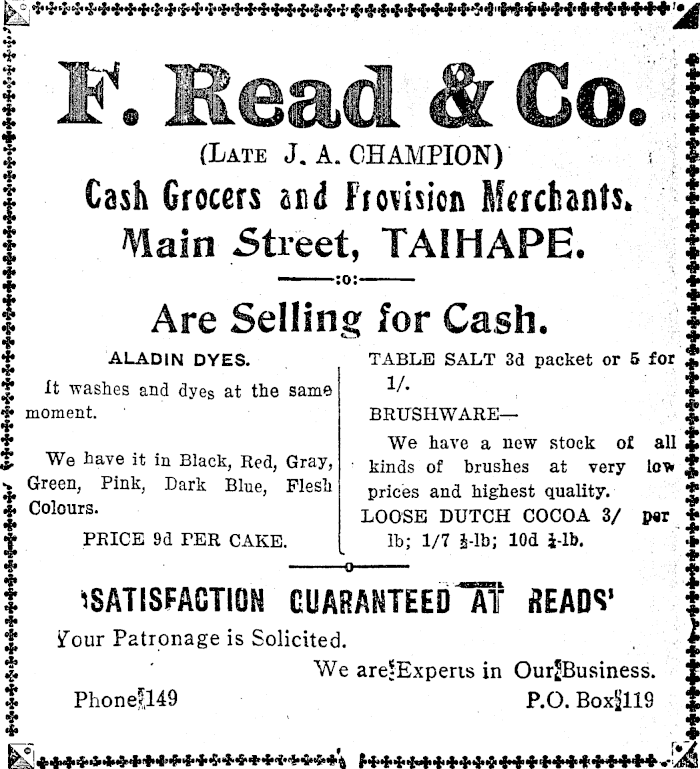 F. Read & Co.
(LATE J. A. CHAMPION)
Cash Grocers and Provision Merchants.
Main Street, TAIHAPE.
:o:
Are Selling for Cash.
ALADIN DYES.
It washes and dyes at the same
moment.
We have it in Black, Red, Gray,
Green, Pink, Dark Blue, Flesh
Colours.
PRICE 9d PER CAKE.
TABLE SALT 3d packet or 5 for
1/.
BRUSHWARE—
We have a new stock of all
kinds of brushes at very low
prices and highest quality.
LOOSE DUTCH COCOA 3/ per
lb; 1/7 ½-lb; 10d ¼-lb.
o
'SATISFACTION GUARANTEED AT READS'
Your Patronage is Solicited.
We are Experts in Our Business.
Phone 149
P.O. Box 119